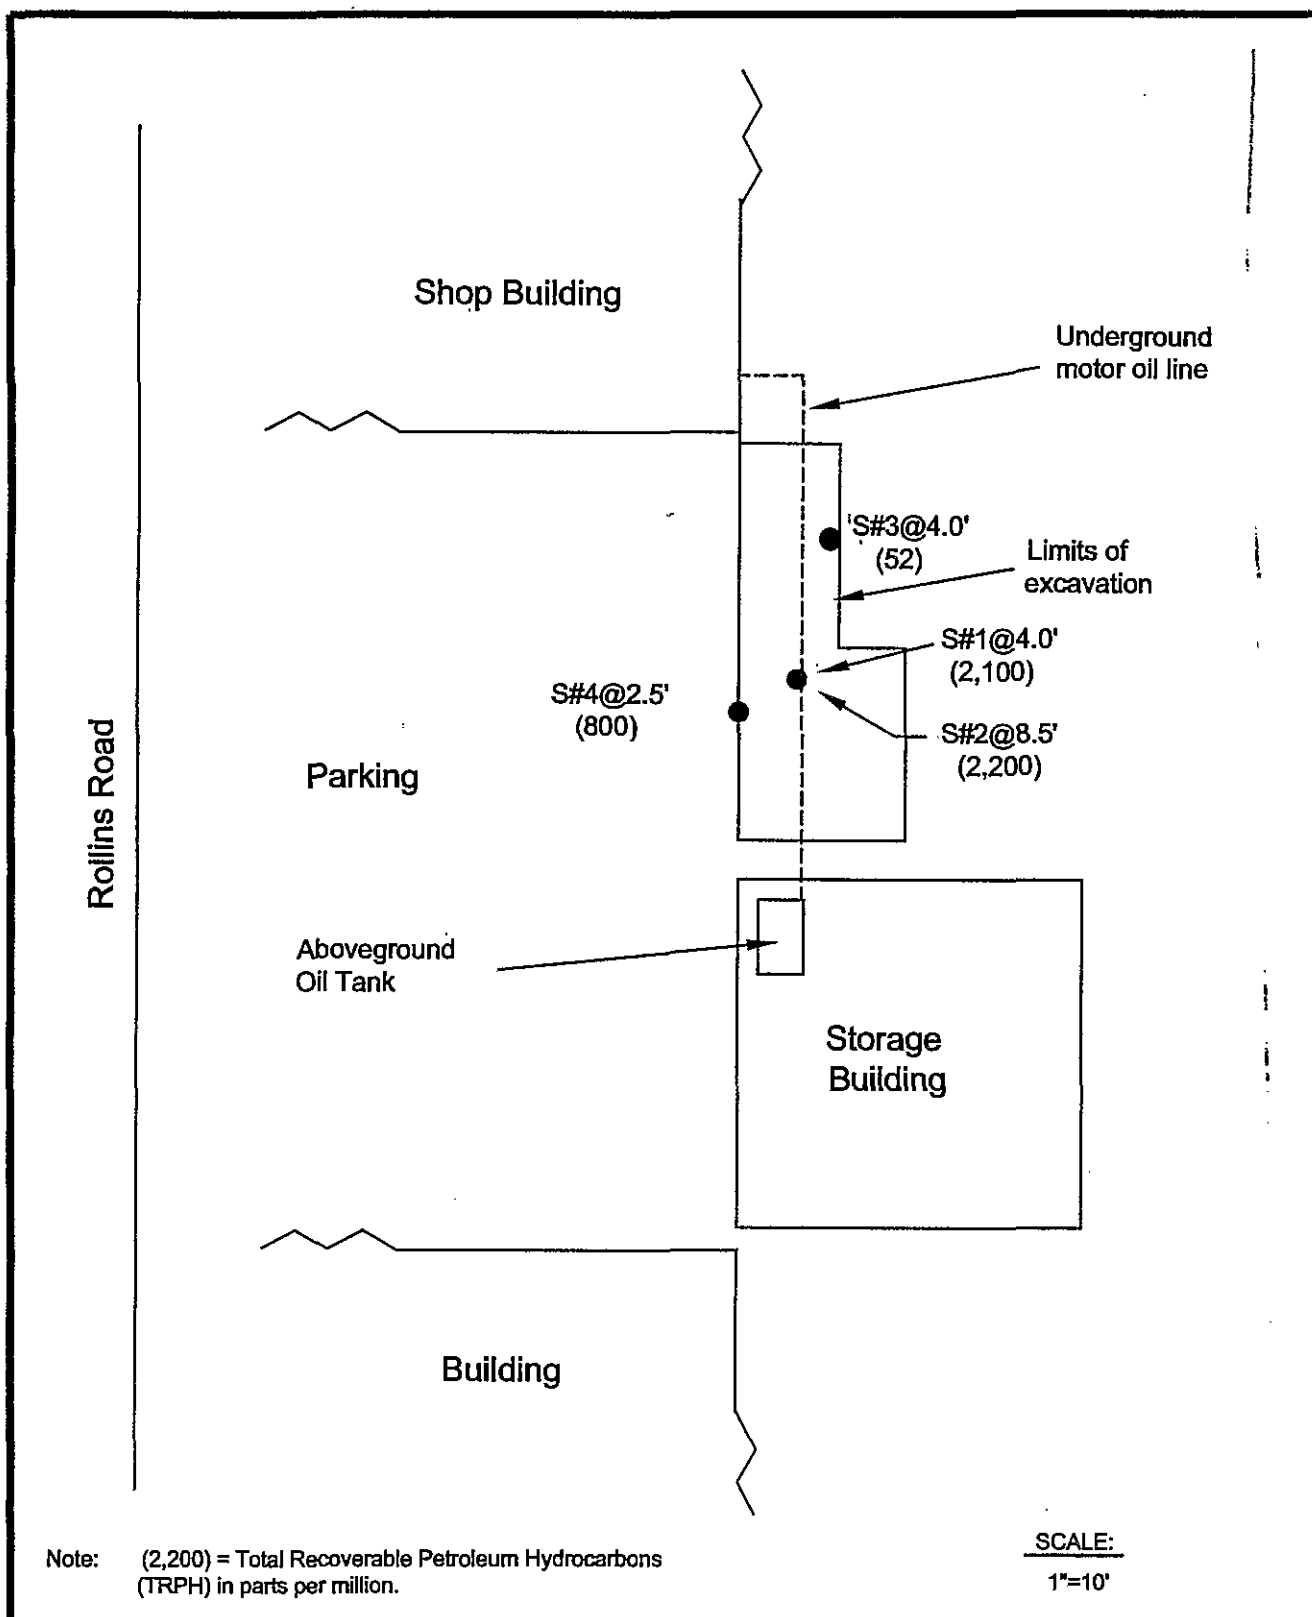 Shop Building
Underground
motor oil line
S#3@4.0'
(52)
Limits of
excavation
S#1@4.0'
(2,100)
S#4@2.5'
(800)
S#2@8.5'
(2,200)
Parking
Rollins Road
Aboveground
Oil Tank
Storage
Building
Building
Note: (2,200) = Total Recoverable Petroleum Hydrocarbons
(TRPH) in parts per million.
SCALE:
1"=10'